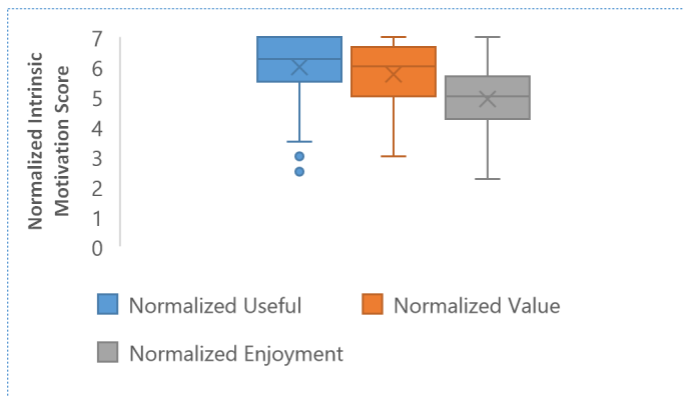 Normalized Intrinsic
Motivation Score
7
6
5
4
3
2
1
0
Normalized Useful
Normalized Value
Normalized Enjoyment